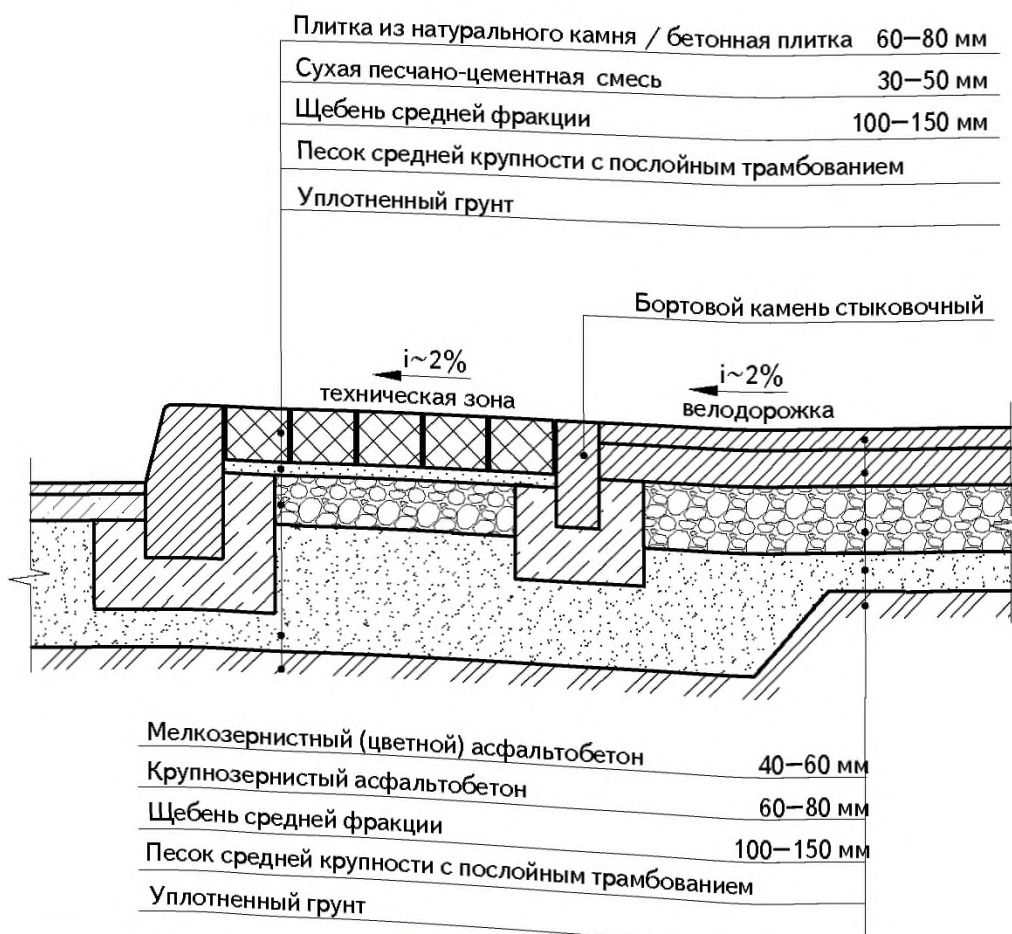 Плитка из натурального камня / бетонная плитка 60—80 мм
Сухая песчано-цементная смесь 30—50 мм
Щебень средней фракции 100—150 мм
Песок средней крупности с послойным трамбованием
Уплотненный грунт
Бортовой камень стыковочный
i~2%
техническая зона
i~2%
велодорожка
Мелкозернистный (цветной) асфальтобетон 40—60 мм
Крупнозернистый асфальтобетон 60—80 мм
Щебень средней фракции 100—150 мм
Песок средней крупности с послойным трамбованием
Уплотненный грунт